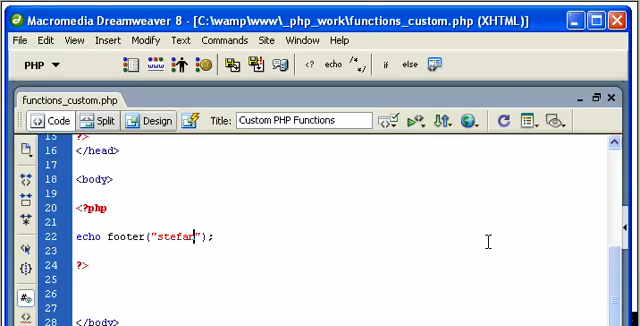 Macromedia Dreamweaver 8 - [C:\wamp\www\_php_work\functions_custom.php (XHTML)]
File Edit View Insert Modify Text Commands Site Window Help
PHP <? echo /* */ if else
functions_custom.php
Code Split Design Title: Custom PHP Functions
15 ?>
16 </head>
17
18 <body>
19
20 <?php
21
22 echo footer("stefan");
23
24 ?>
25
26
27
28 </body>